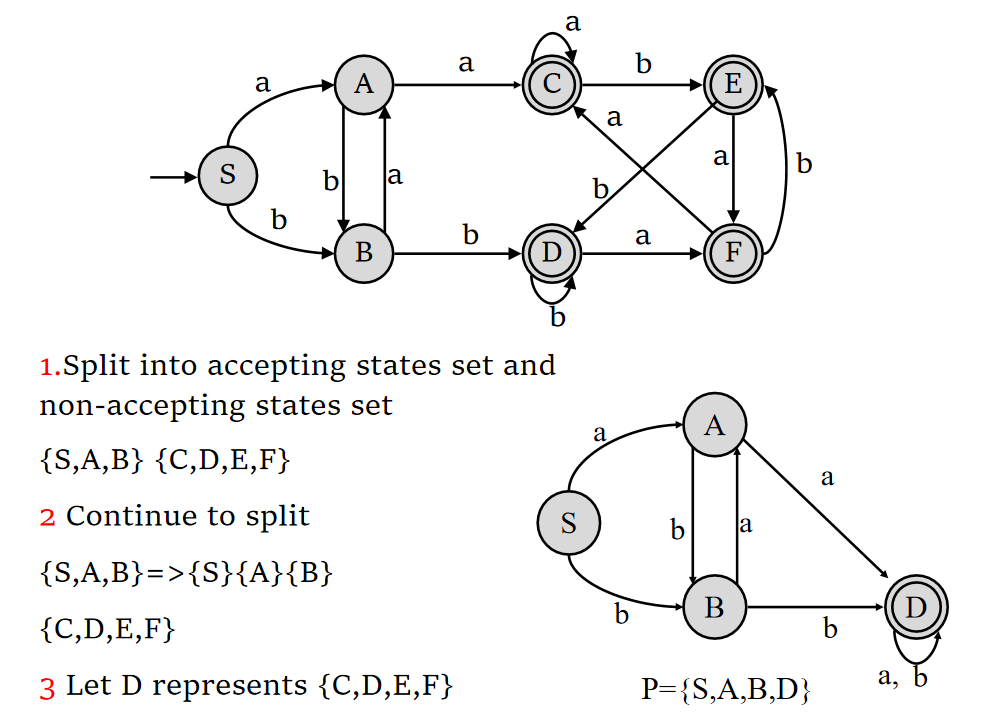 a
a
b
A
C
E
a
a
a
b
S
b
a
b
b
b
a
B
D
F
b
1.Split into accepting states set and
non-accepting states set
{S,A,B} {C,D,E,F}
2 Continue to split
{S,A,B}=>{S}{A}{B}
{C,D,E,F}
3 Let D represents {C,D,E,F}
A
a
a
S
b
a
B
D
b
b
a, b
P={S,A,B,D}